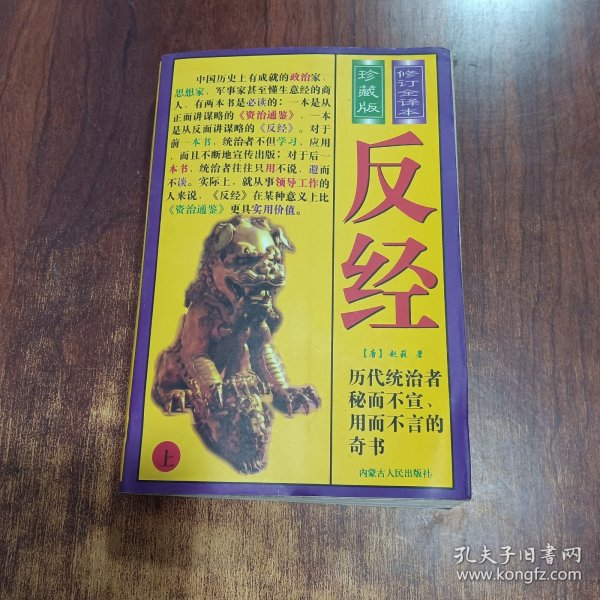 中国历史上有成就的政治家，
思想家、军事家甚至懂生意经的商
人，有两本书是必读的：一本是从
正面讲谋略的《资治通鉴》，一本
是从反面讲谋略的《反经》。对于
前一本书，统治者不但学习，应用
，而且不断地宣传出版；对于后一
本书，统治者往往只用不说，避而
不谈。实际上，就从事领导工作的
人来说，《反经》在某种意义上比
《资治通鉴》更具实用价值。
珍藏版
修订全译本
反经
【唐】赵蕤 著
历代统治者
秘而不宣、
用而不言的
奇书
内蒙古人民出版社
上
孔夫子旧书网
www.kongfz.com